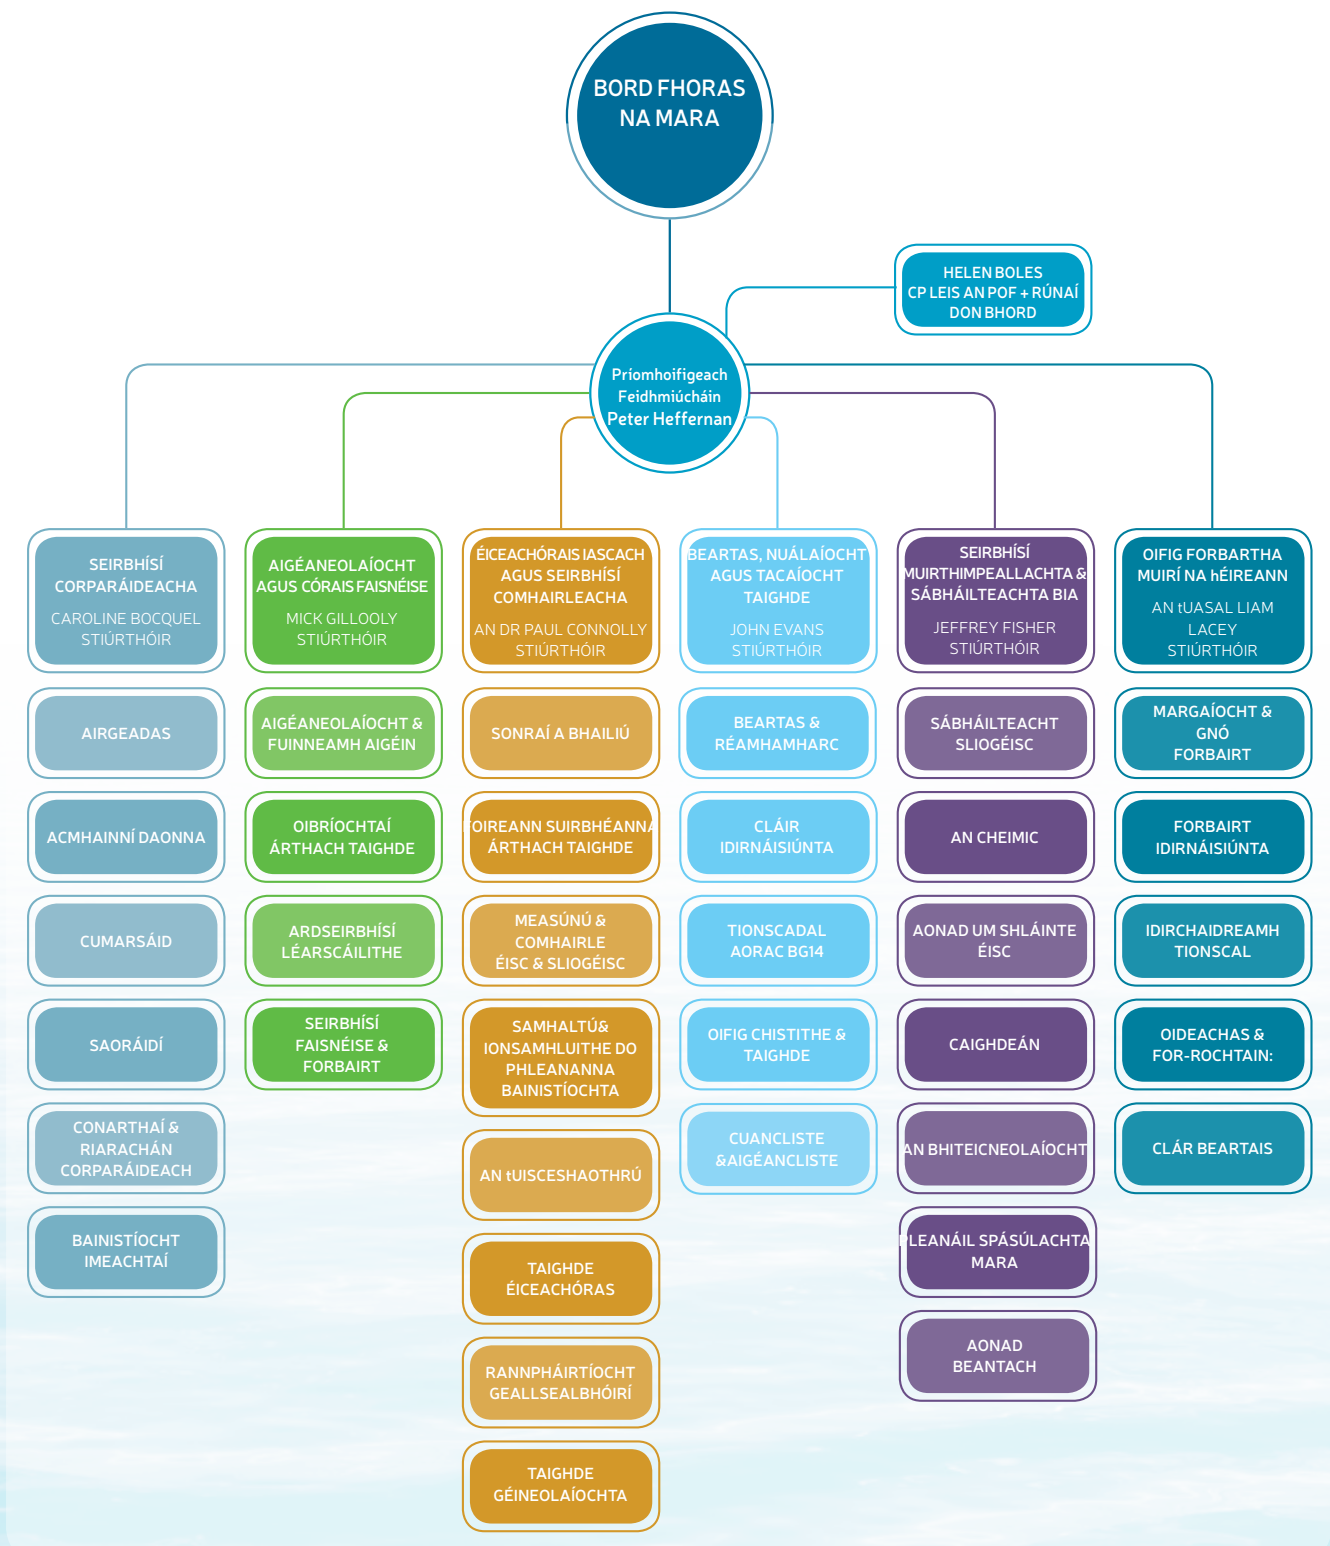 BORD FHORAS
NA MARA
HELEN BOLES
CP LEIS AN POF + RÚNAÍ
DON BHORD
Príomhoifigeach
Feidhmiúcháin
Peter Heffernan
SEIRBHÍSÍ
CORPARÁIDEACHA
CAROLINE BOCQUEL
STIÚRTHÓIR
AIRGEADAS
ACMHAINNÍ DAONNA
CUMARSÁID
SAORÁIDÍ
CONARTHAÍ &
RIARACHÁN
CORPARÁIDEACH
BAINISTÍOCHT
IMEACHTAÍ
AIGÉANEOLAÍOCHT
AGUS CÓRAIS FAISNÉISE
MICK GILLOOLY
STIÚRTHÓIR
AIGÉANEOLAÍOCHT &
FUINNEAMH AIGÉIN
OIBRÍOCHTAÍ
ÁRTHACH TAIGHDE
ARDSEIRBHÍSÍ
LÉARSCÁILITHE
SEIRBHÍSÍ
FAISNÉISE &
FORBAIRT
ÉICEACHÓRAIS IASCACH
AGUS SEIRBHÍSÍ
COMHAIRLEACHA
AN DR PAUL CONNOLLY
STIÚRTHÓIR
SONRAÍ A BHAILIÚ
FOIREANN SUIRBHÉANNA
ÁRTHACH TAIGHDE
MEASÚNÚ &
COMHAIRLE
ÉISC & SLIOGÉISC
SAMHALTÚ&
IONSAMHLUITHE DO
PHLEANANNA
BAINISTÍOCHTA
AN tUISCESHAOTHRÚ
TAIGHDE
ÉICEACHÓRAS
RANNPHÁIRTÍOCHT
GEALLSEALBHÓIRÍ
TAIGHDE
GÉINEOLAÍOCHTA
BEARTAS, NUÁLAÍOCHT
AGUS TACAÍOCHT
TAIGHDE
JOHN EVANS
STIÚRTHÓIR
BEARTAS &
RÉAMHAMHARC
CLÁIR
IDIRNÁISIÚNTA
TIONSCADAL
AORAC BG14
OIFIG CHISTITHE &
TAIGHDE
CUANCLISTE
&AIGÉANCLISTE
SEIRBHÍSÍ
MUIRTHIMPEALLACHTA &
SÁBHÁILTEACHTA BIA
JEFFREY FISHER
STIÚRTHÓIR
SÁBHÁILTEACHT
SLIOGÉISC
AN CHEIMIC
AONAD UM SHLÁINTE
ÉISC
CAIGHDEÁN
AN BHITEICNEOLAÍOCHT
PLEANÁIL SPÁSÚLACHTA
MARA
AONAD
BEANTACH
OIFIG FORBARTHA
MUIRÍ NA hÉIREANN
AN tUASAL LIAM
LACEY
STIÚRTHÓIR
MARGAÍOCHT &
GNÓ
FORBAIRT
FORBAIRT
IDIRNÁISIÚNTA
IDIRCHAIDREAMH
TIONSCAL
OIDEACHAS &
FOR-ROCHTAIN:
CLÁR BEARTAIS